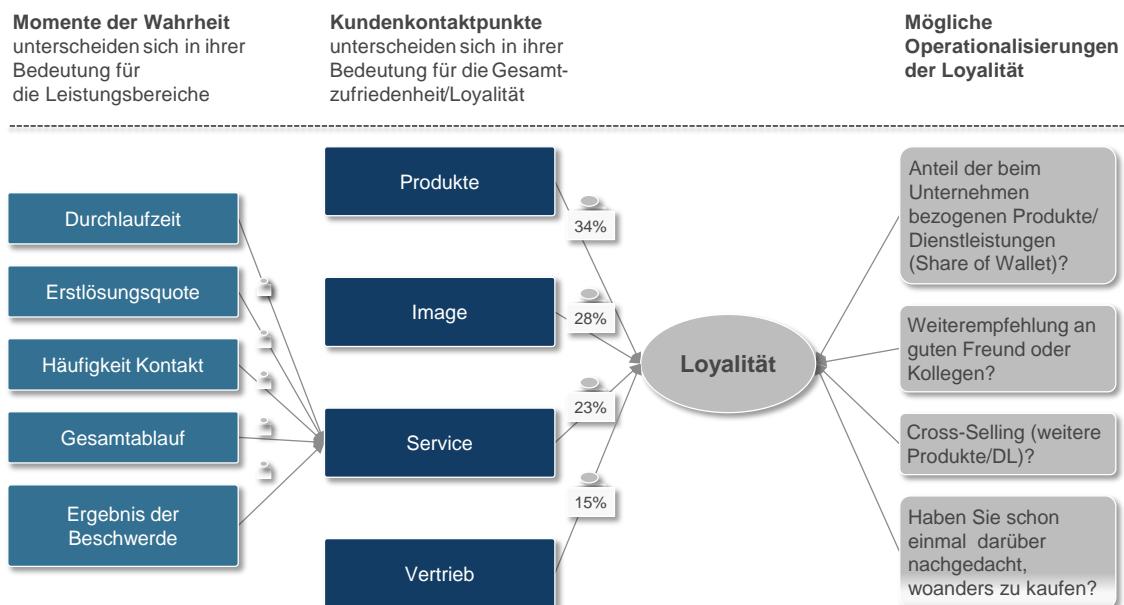 Momente der Wahrheit
unterscheiden sich in ihrer
Bedeutung für
die Leistungsbereiche
Kundenkontaktpunkte
unterscheiden sich in ihrer
Bedeutung für die Gesamt-
zufriedenheit/Loyalität
Mögliche
Operationalisierungen
der Loyalität
Durchlaufzeit
Erstlösungsquote
Häufigkeit Kontakt
Gesamtablauf
Ergebnis der
Beschwerde
Produkte
Image
Service
Vertrieb
34%
28%
23%
15%
Loyalität
Anteil der beim
Unternehmen
bezogenen Produkte/
Dienstleistungen
(Share of Wallet)?
Weiterempfehlung an
guten Freund oder
Kollegen?
Cross-Selling (weitere
Produkte/DL)?
Haben Sie schon
einmal darüber
nachgedacht,
woanders zu kaufen?